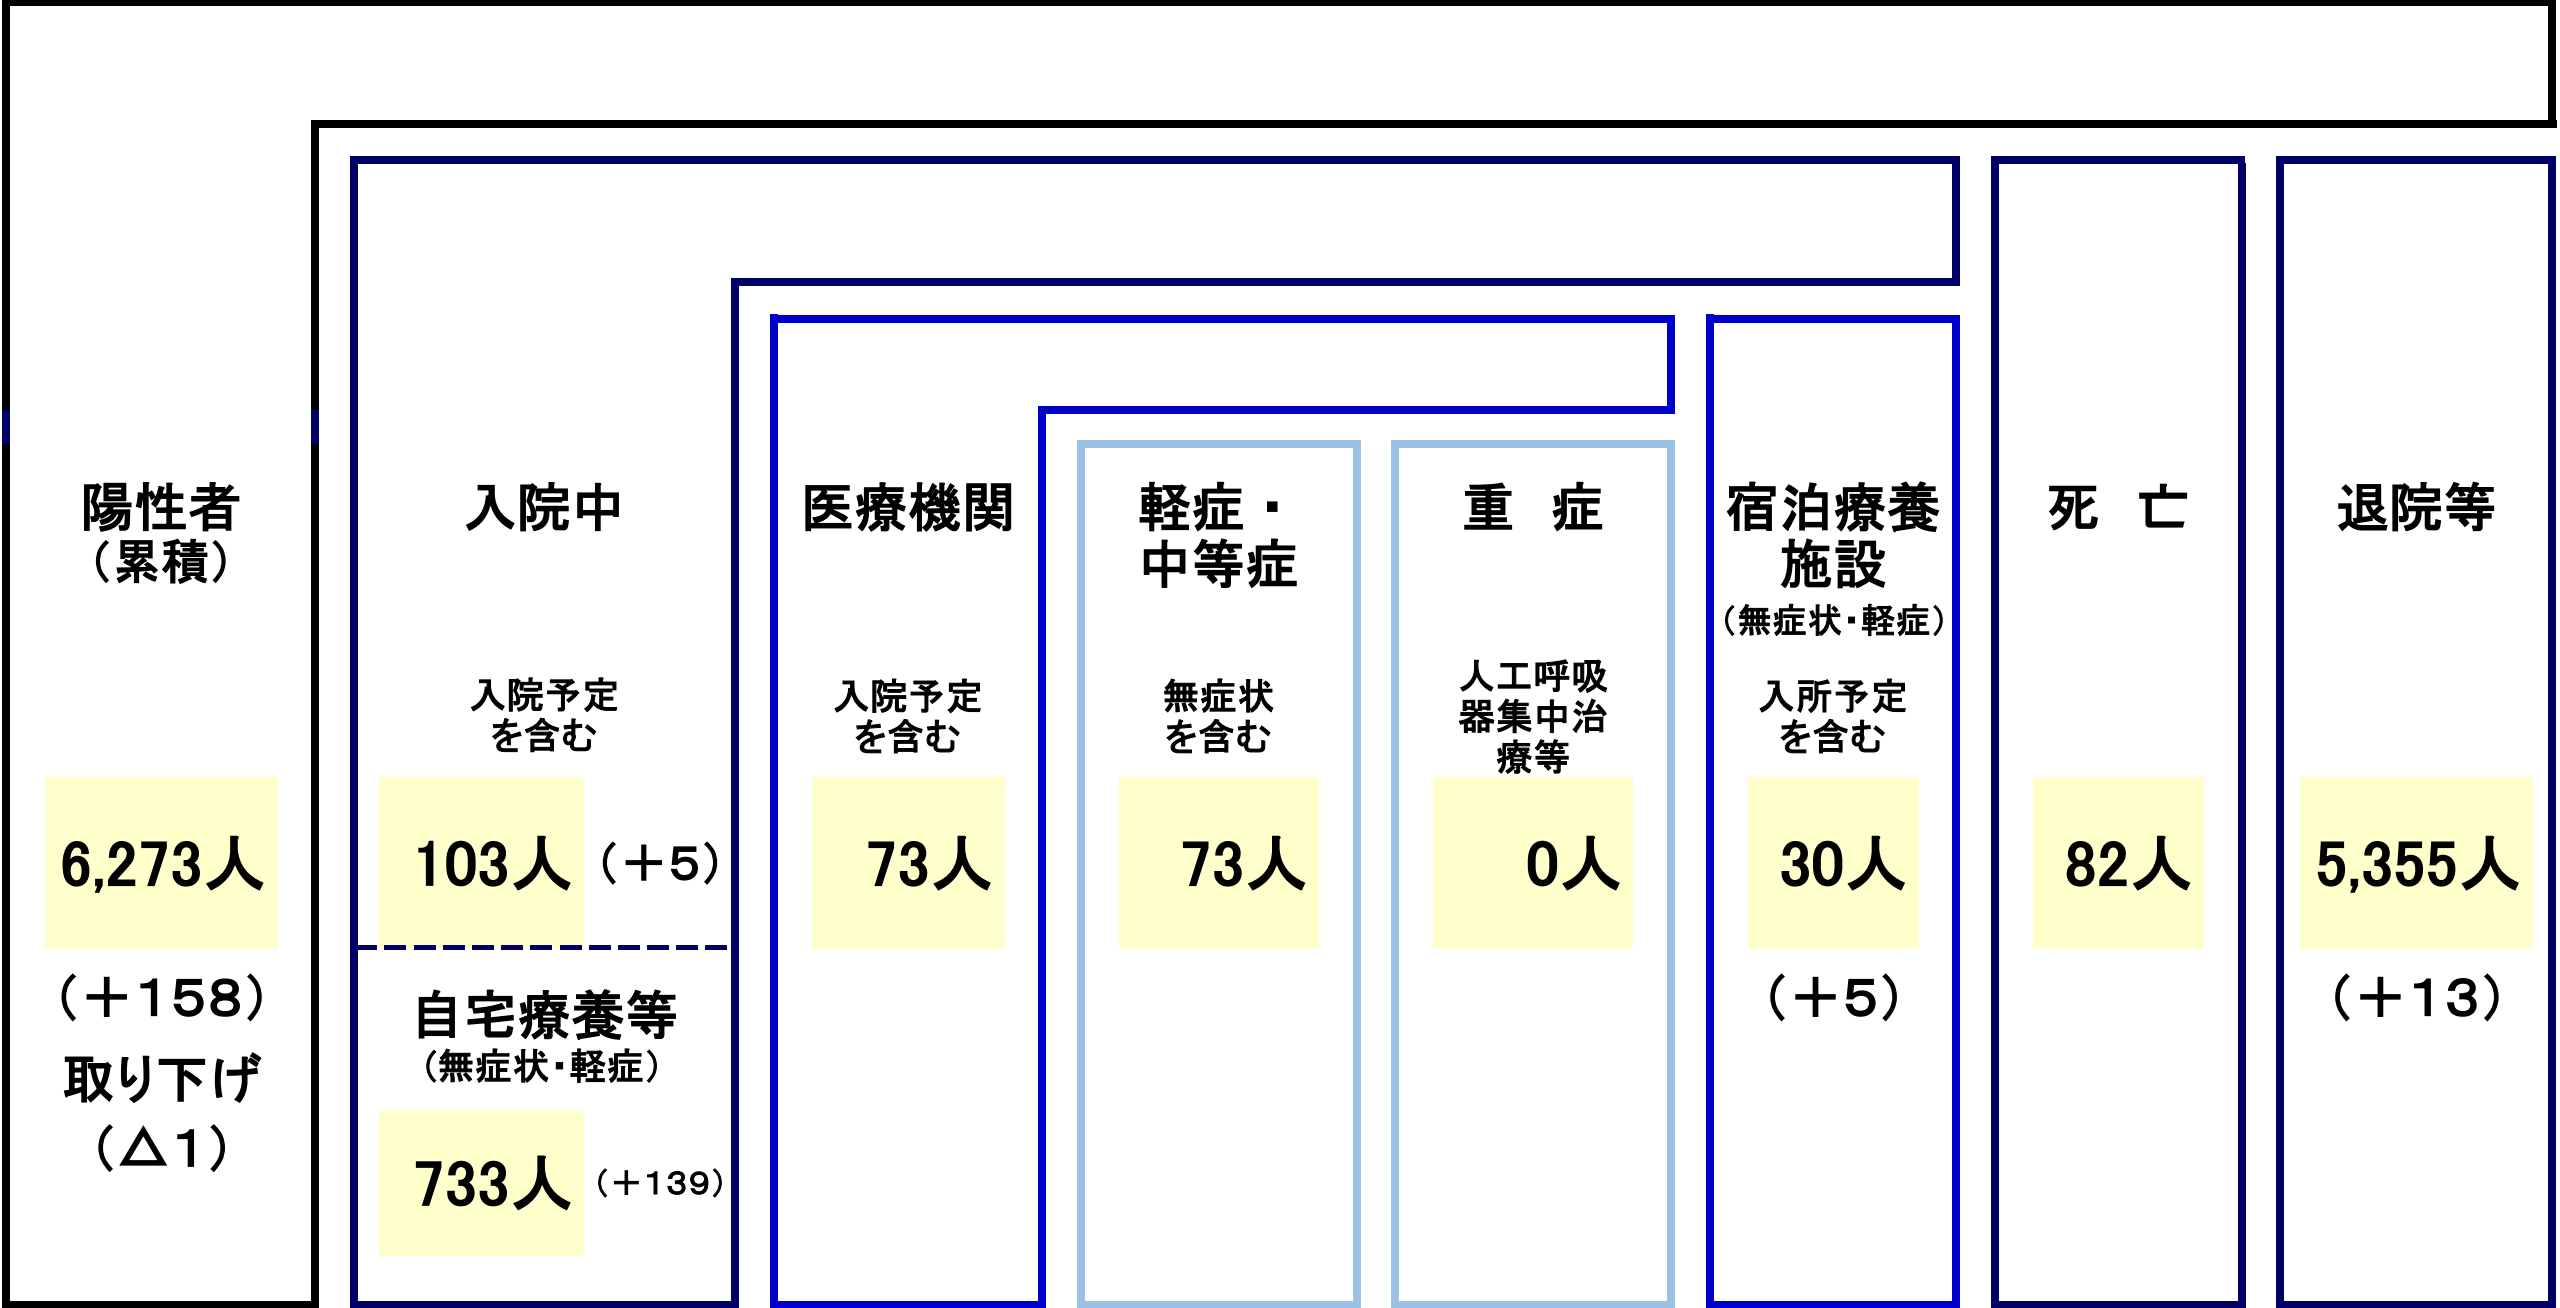 陽性者
（累積）
6,273人
（＋158）
取り下げ
（△1）
入院中
入院予定
を含む
103人 （＋5）
自宅療養等
（無症状・軽症）
733人 （＋139）
医療機関
入院予定
を含む
73人
軽症・
中等症
無症状
を含む
73人
重　症
人工呼吸
器集中治
療等
0人
宿泊療養
施設
（無症状・軽症）
入所予定
を含む
30人
（＋5）
死　亡
82人
退院等
5,355人
（＋13）